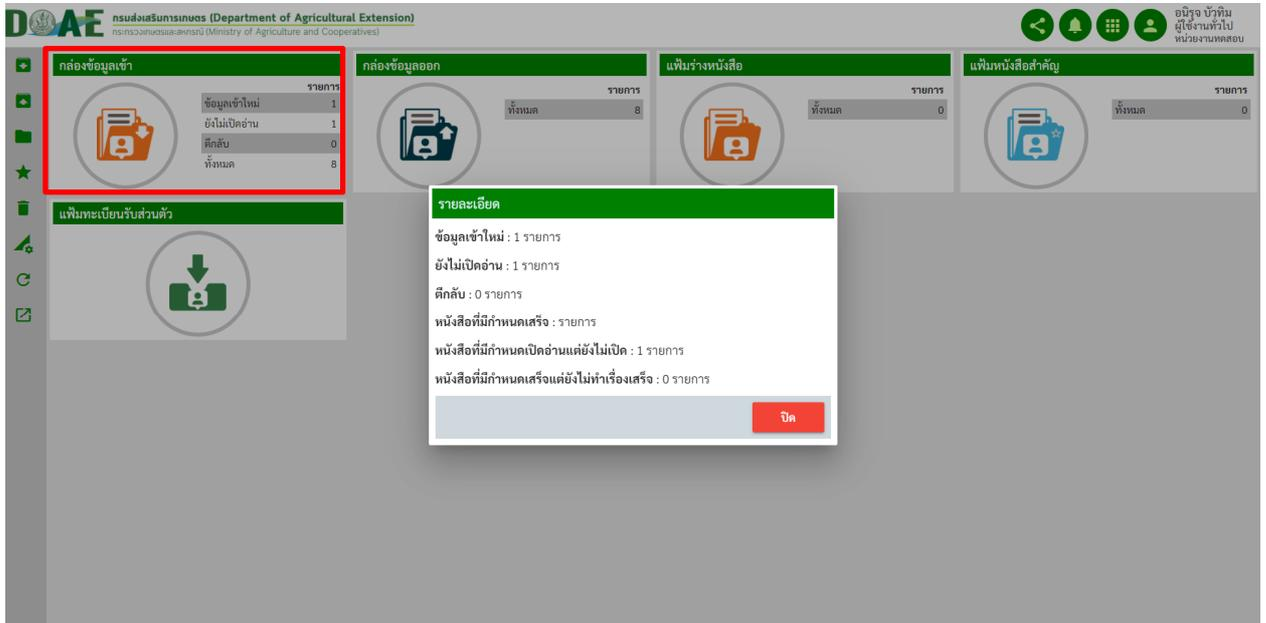 DOAE
กรมส่งเสริมการเกษตร (Department of Agricultural Extension)
กระทรวงเกษตรและสหกรณ์ (Ministry of Agriculture and Cooperatives)
อนิรุจ บัวทิม
ผู้ใช้งานทั่วไป
หน่วยงานทดสอบ
กล่องข้อมูลเข้า
รายการ
ข้อมูลเข้าใหม่ 1
ยังไม่เปิดอ่าน 1
ตีกลับ 0
ทั้งหมด 8
กล่องข้อมูลออก
รายการ
ทั้งหมด 8
แฟ้มร่างหนังสือ
รายการ
ทั้งหมด 0
แฟ้มหนังสือสำคัญ
รายการ
ทั้งหมด 0
แฟ้มทะเบียนรับส่วนตัว
รายละเอียด
ข้อมูลเข้าใหม่ : 1 รายการ
ยังไม่เปิดอ่าน : 1 รายการ
ตีกลับ : 0 รายการ
หนังสือที่มีกำหนดเสร็จ : รายการ
หนังสือที่มีกำหนดเปิดอ่านแต่ยังไม่เปิด : 1 รายการ
หนังสือที่มีกำหนดเสร็จแต่ยังไม่ทำเรื่องเสร็จ : 0 รายการ
ปิด